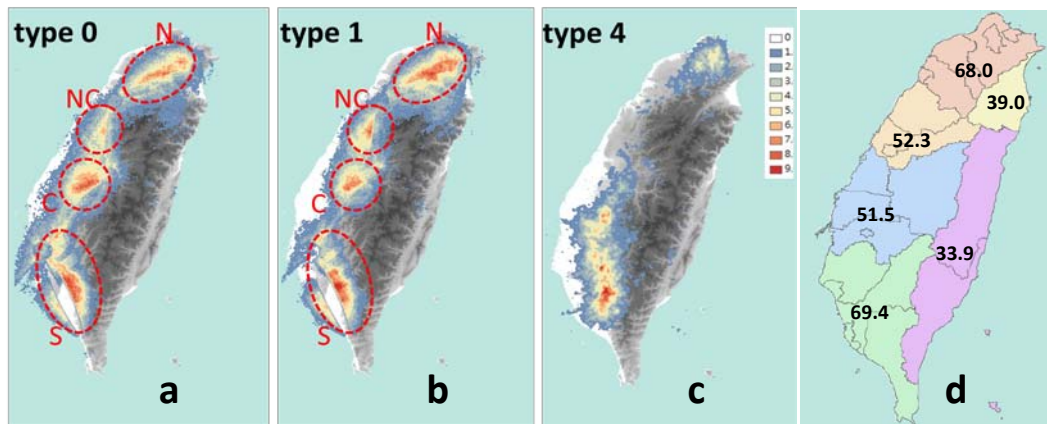 type 0
N
NC
C
S
a
type 1
N
NC
C
S
b
type 4
0
1.
2.
3.
4.
5.
6.
7.
8.
9.
c
68.0
39.0
52.3
51.5
33.9
69.4
d